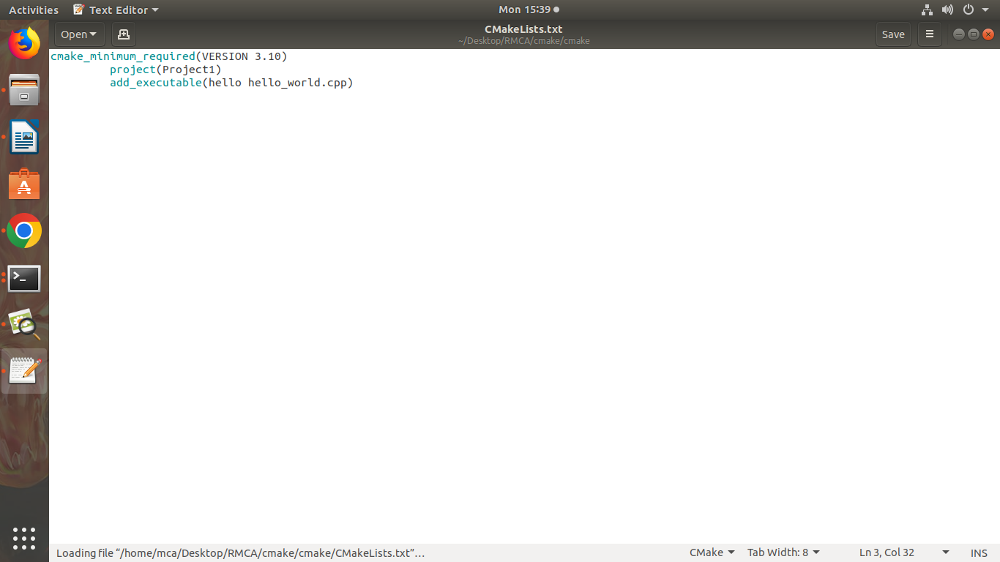 Activities Text Editor Mon 15:39
Open CMakeLists.txt Save
~/Desktop/RMCA/cmake/cmake
cmake_minimum_required(VERSION 3.10)
project(Project1)
add_executable(hello hello_world.cpp)
Loading file “/home/mca/Desktop/RMCA/cmake/cmake/CMakeLists.txt”… CMake Tab Width: 8 Ln 3, Col 32 INS